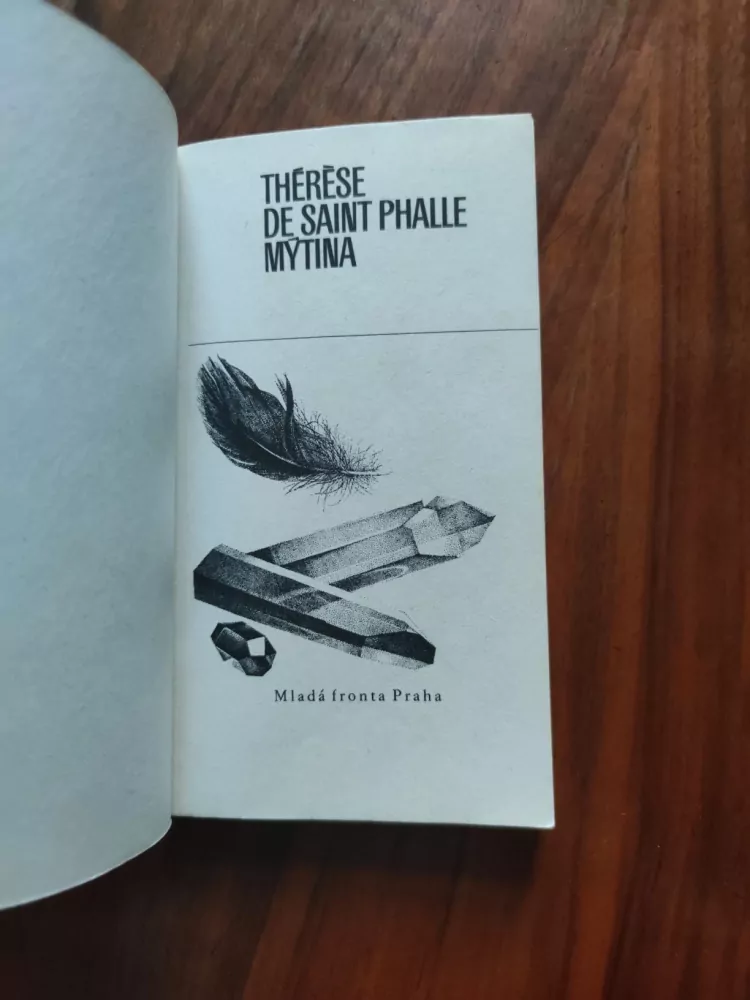 THÉRÈSE
DE SAINT PHALLE
MÝTINA
Mladá fronta Praha